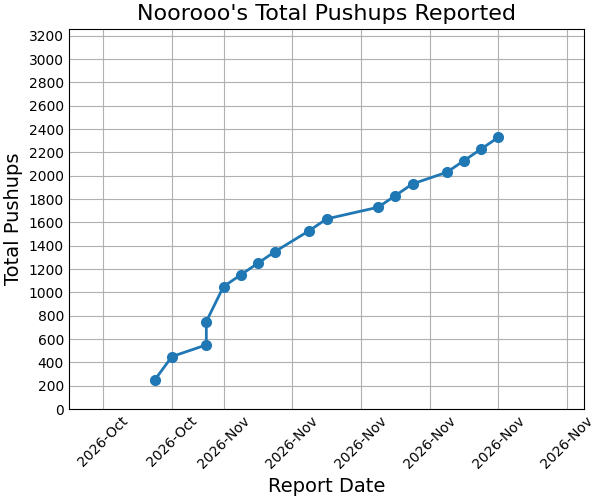 Noorooo's Total Pushups Reported
Total Pushups
3200
3000
2800
2600
2400
2200
2000
1800
1600
1400
1200
1000
800
600
400
200
0
2026-Oct
2026-Oct
2026-Nov
2026-Nov
2026-Nov
2026-Nov
2026-Nov
2026-Nov
Report Date